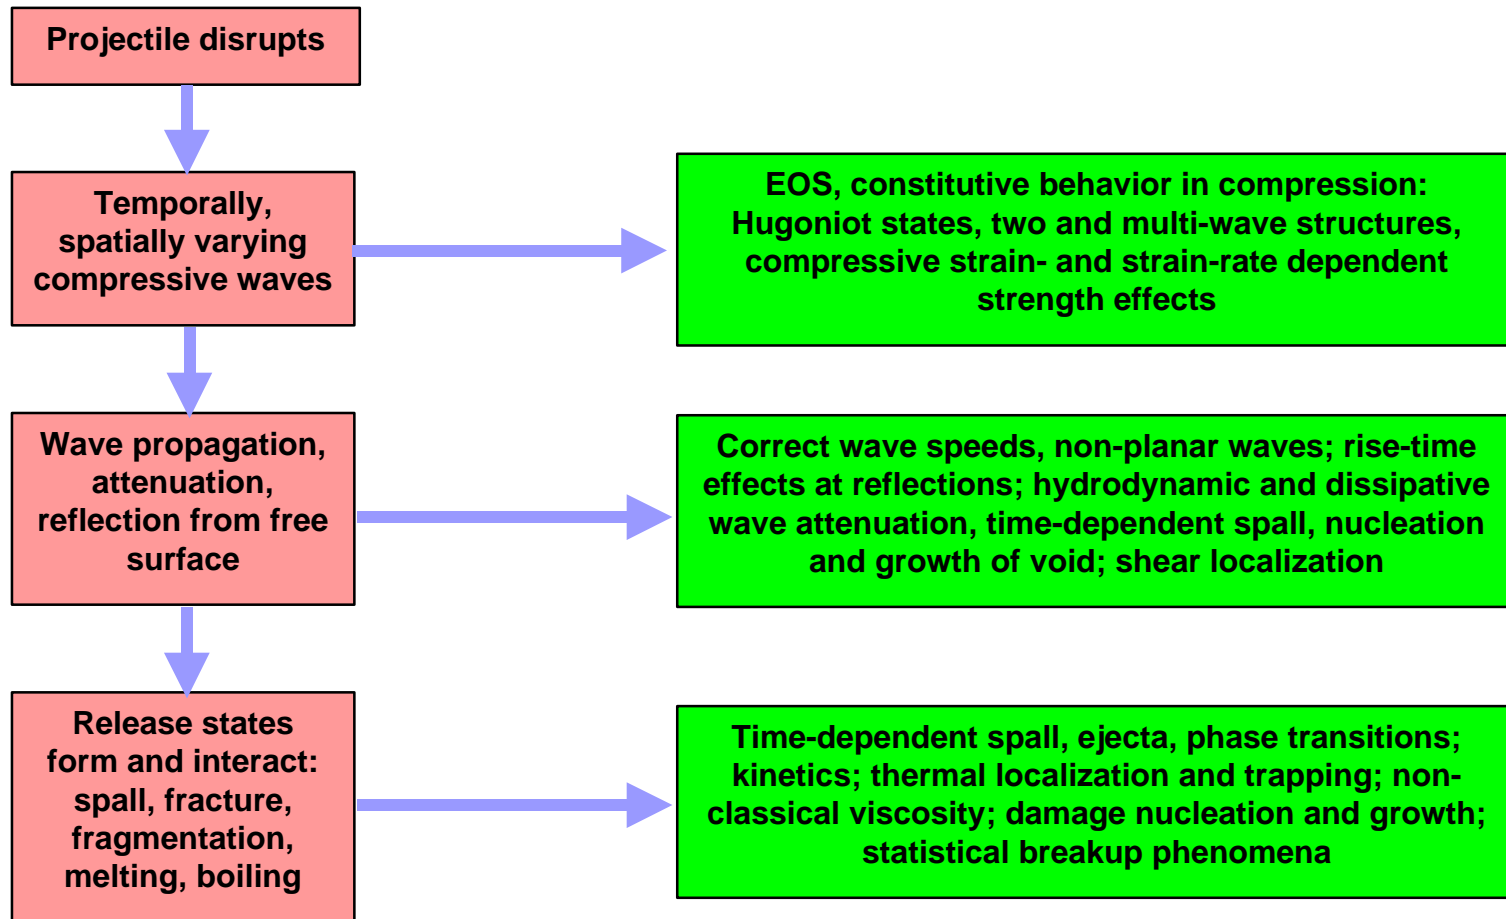 Projectile disrupts
Temporally,
spatially varying
compressive waves
EOS, constitutive behavior in compression:
Hugoniot states, two and multi-wave structures,
compressive strain- and strain-rate dependent
strength effects
Wave propagation,
attenuation,
reflection from free
surface
Correct wave speeds, non-planar waves; rise-time
effects at reflections; hydrodynamic and dissipative
wave attenuation, time-dependent spall, nucleation
and growth of void; shear localization
Release states
form and interact:
spall, fracture,
fragmentation,
melting, boiling
Time-dependent spall, ejecta, phase transitions;
kinetics; thermal localization and trapping; non-
classical viscosity; damage nucleation and growth;
statistical breakup phenomena